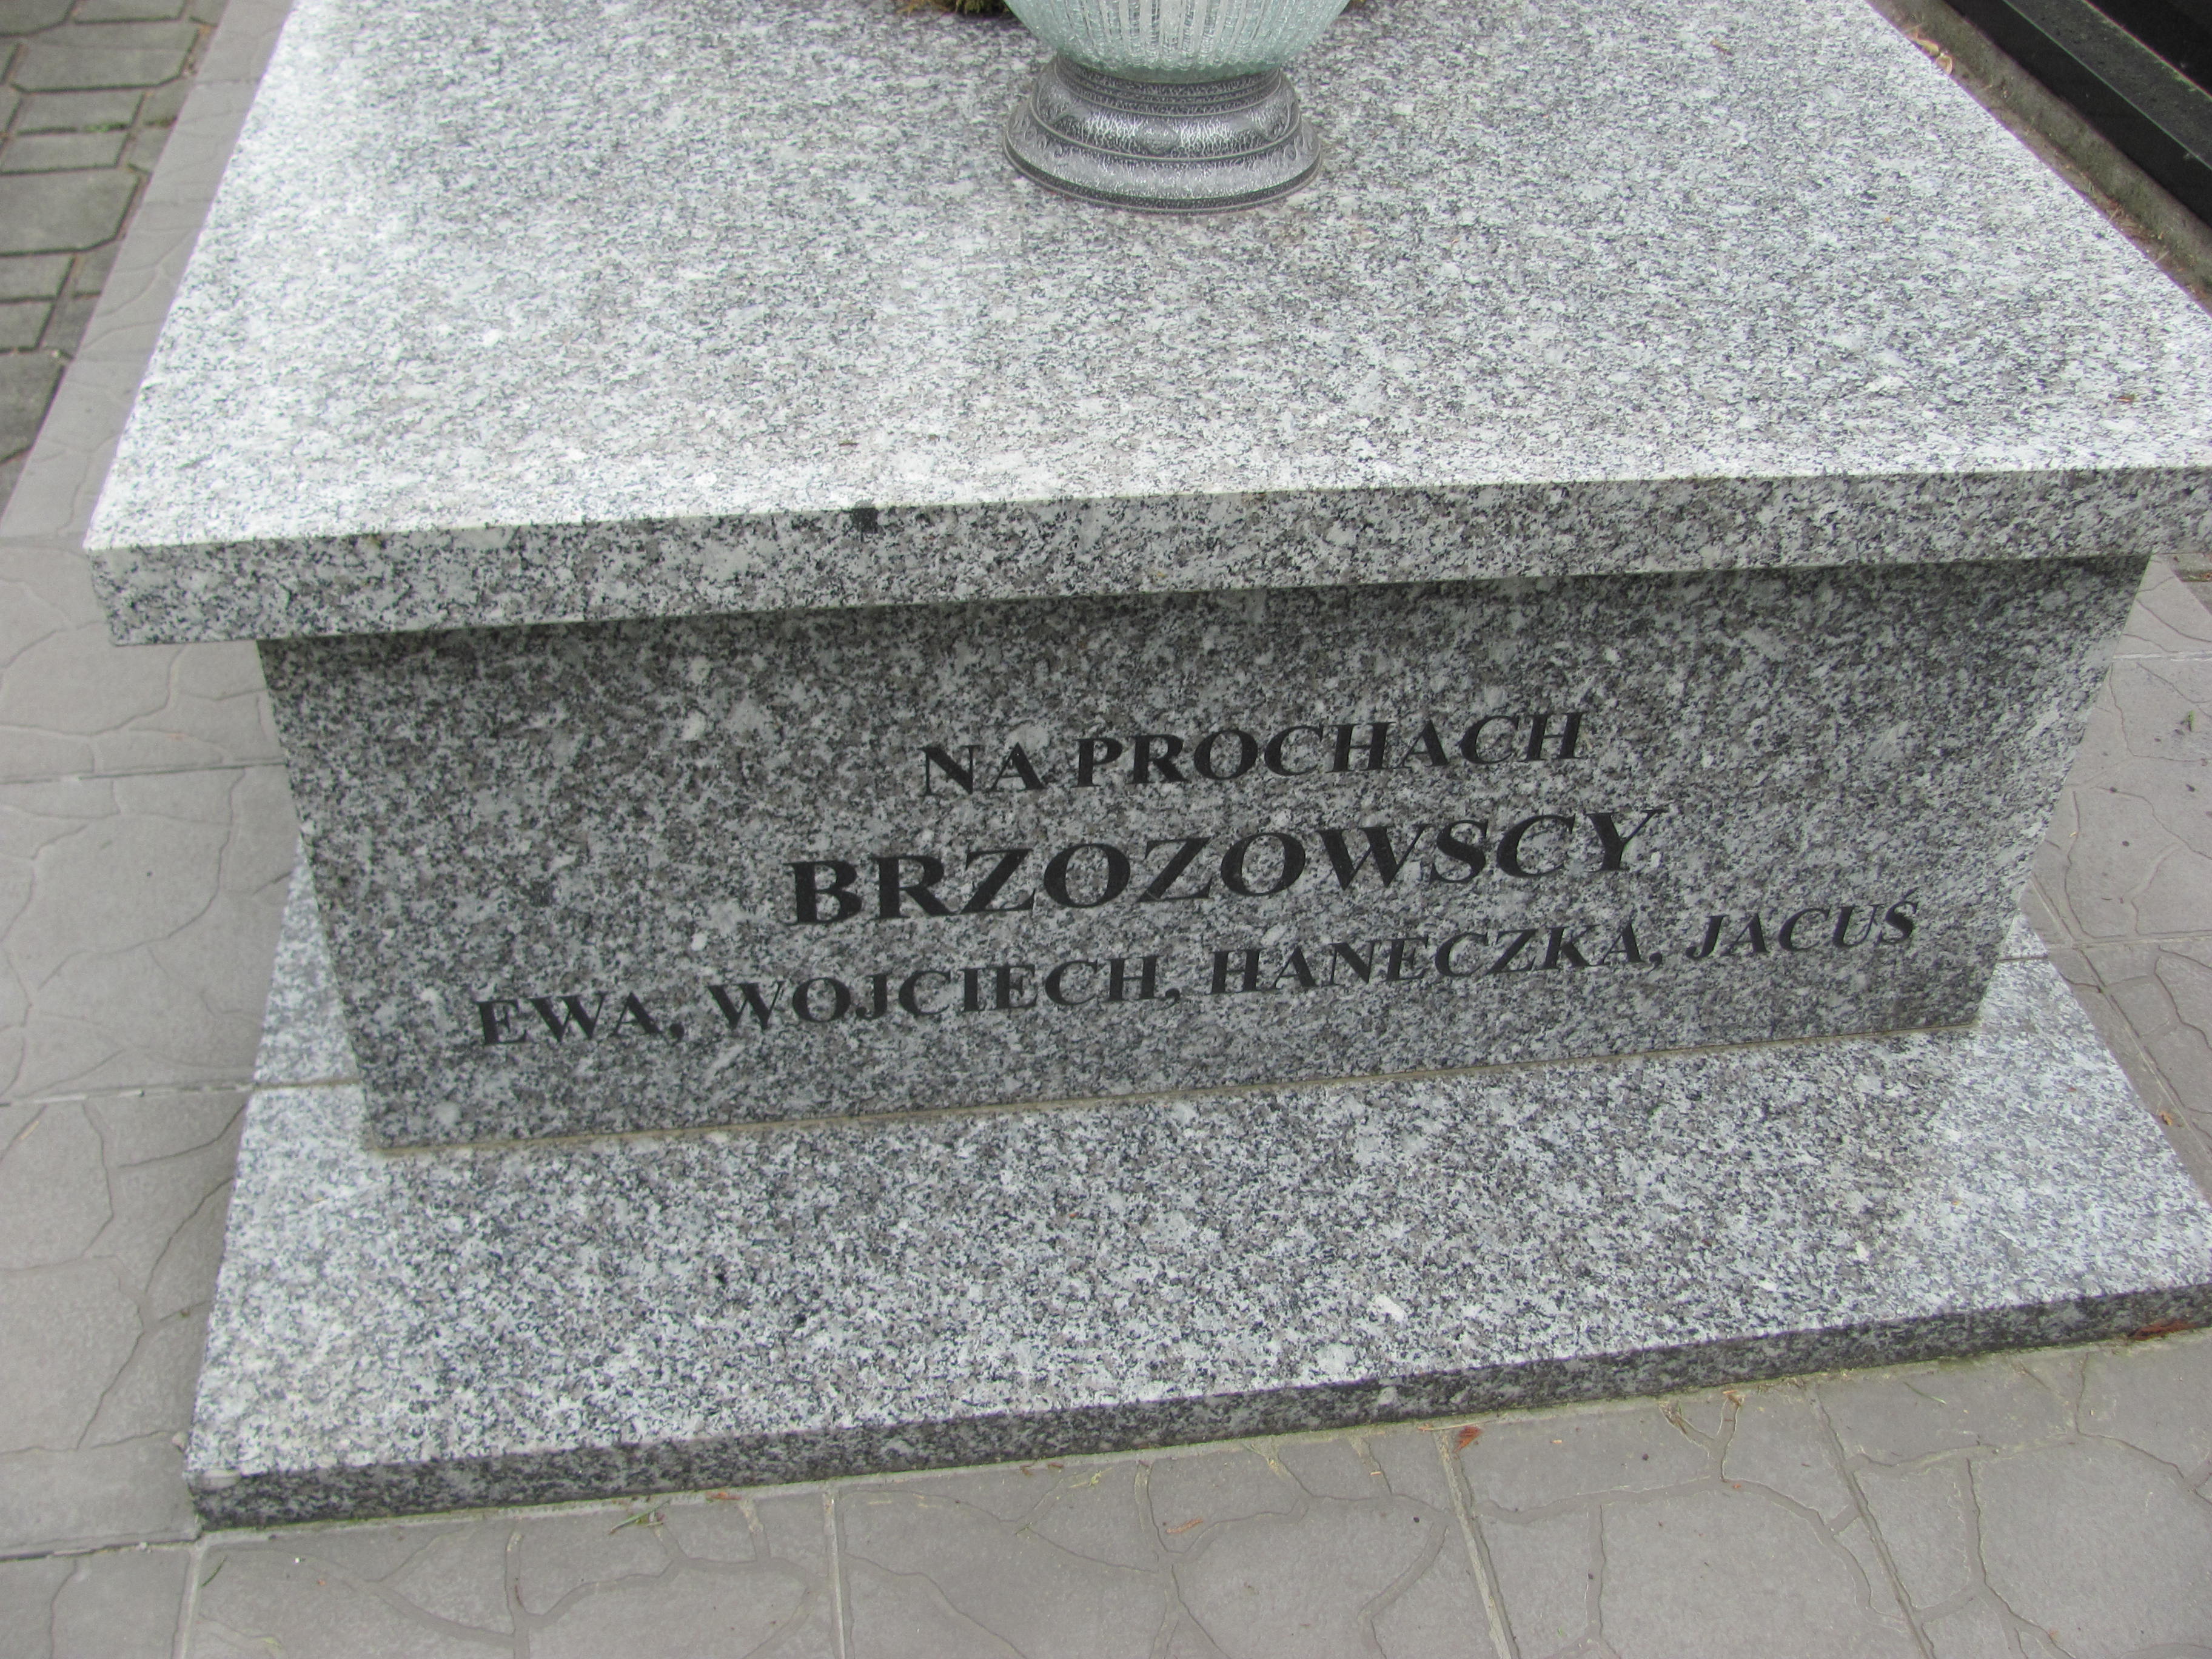 NA PROCHACH
BRZOZOWSCY
EWA, WOJCIECH, HANECZKA, JACUŚ